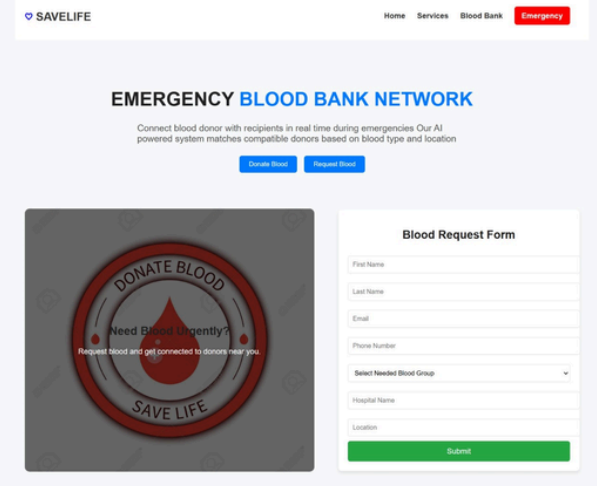 SAVELIFE
Home Services Blood Bank Emergency
EMERGENCY BLOOD BANK NETWORK
Connect blood donor with recipients in real time during emergencies Our AI
powered system matches compatible donors based on blood type and location
Donate Blood Request Blood
DONATE BLOOD
Need Blood Urgently?
Request blood and get connected to donors near you.
SAVE LIFE
Blood Request Form
First Name
Last Name
Email
Phone Number
Select Needed Blood Group
Hospital Name
Location
Submit